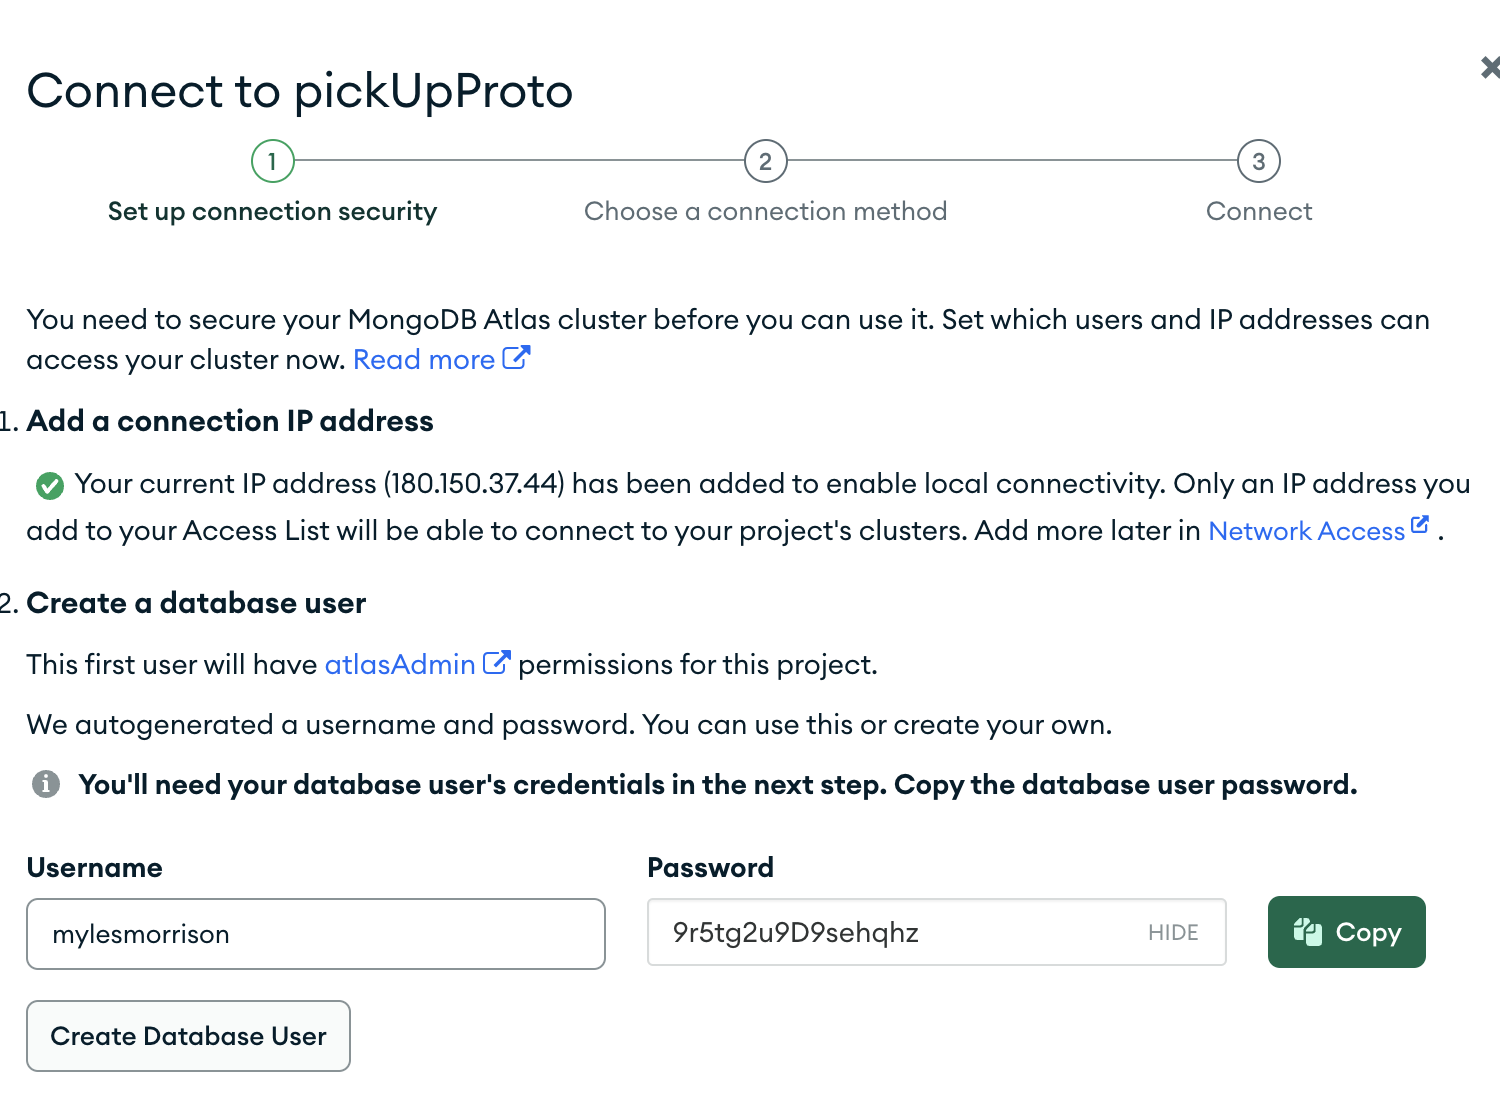 Connect to pickUpProto
1
2
3
Set up connection security
Choose a connection method
Connect
You need to secure your MongoDB Atlas cluster before you can use it. Set which users and IP addresses can
access your cluster now. Read more
1. Add a connection IP address
Your current IP address (180.150.37.44) has been added to enable local connectivity. Only an IP address you
add to your Access List will be able to connect to your project's clusters. Add more later in Network Access .
2. Create a database user
This first user will have atlasAdmin permissions for this project.
We autogenerated a username and password. You can use this or create your own.
You'll need your database user's credentials in the next step. Copy the database user password.
Username
Password
mylesmorrison
9r5tg2u9D9sehqhz
HIDE
Copy
Create Database User